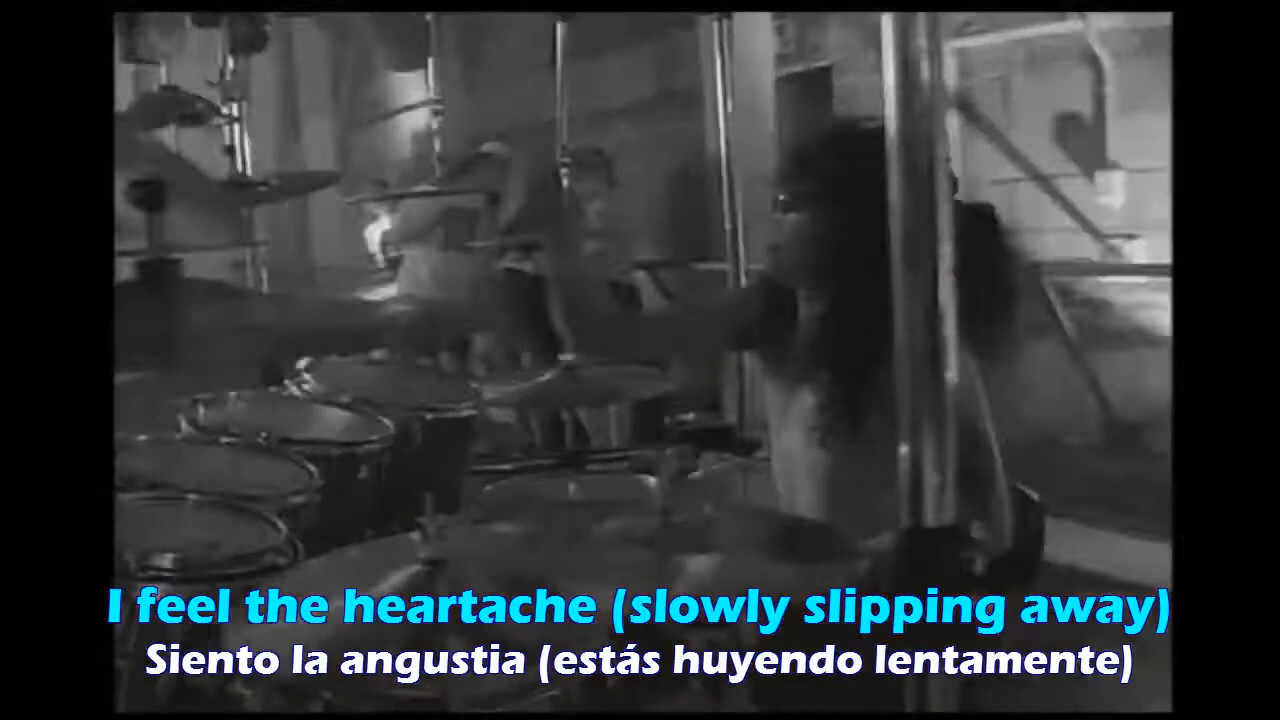 I feel the heartache (slowly slipping away)
Siento la angustia (estás huyendo lentamente)